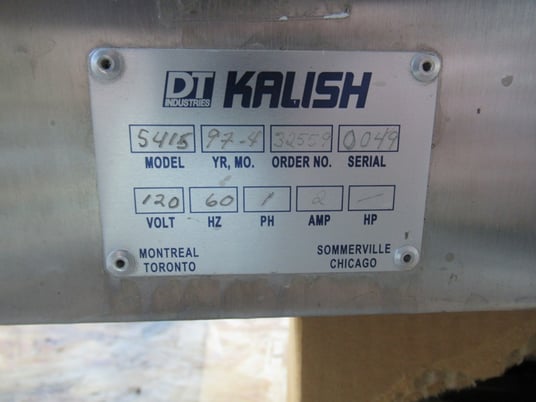 DT INDUSTRIES KALISH
5415 97-4 32559 0049
MODEL YR, MO. ORDER NO. SERIAL
120 60 1 2 —
VOLT HZ PH AMP HP
MONTREAL SOMMERVILLE
TORONTO CHICAGO